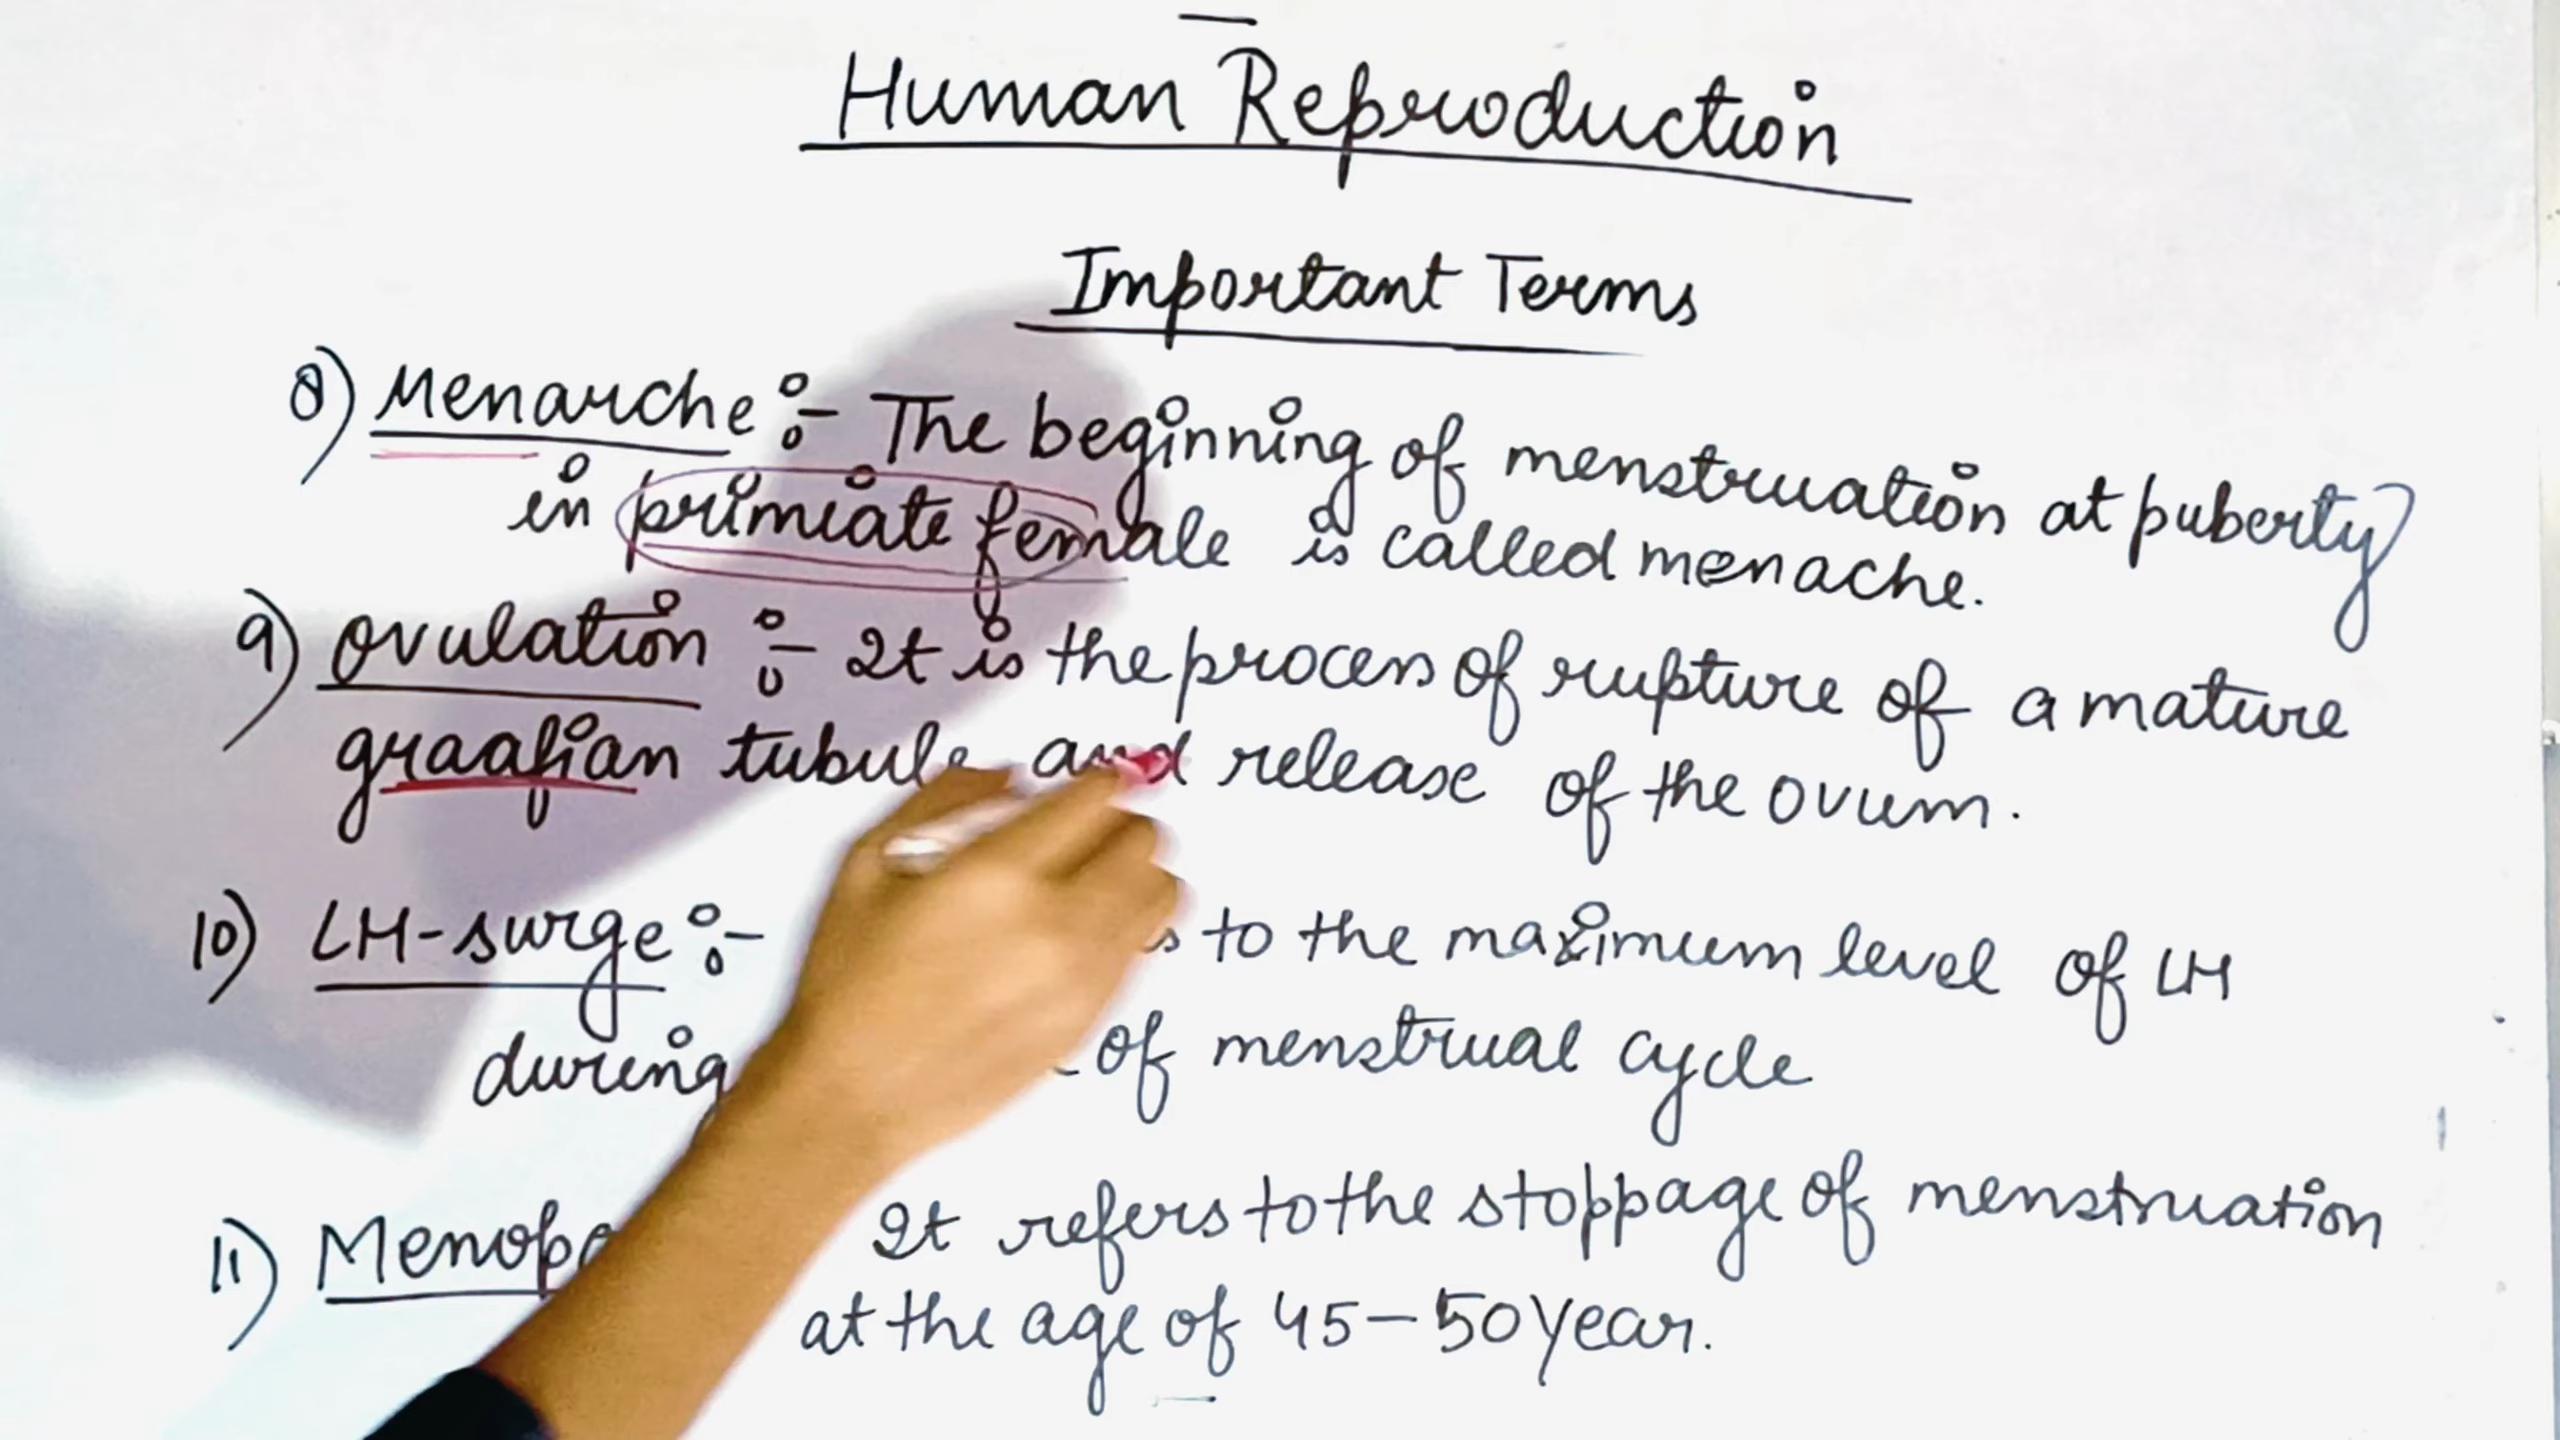 Human Reproduction
Important Terms
8) Menarche :- The beginning of menstruation at puberty
in primiate female is called menache.
9) Ovulation :- It is the process of rupture of a mature
graafian tubule and release of the ovum.
10) LH-surge :- to the maximum level of LH
during of menstrual cycle
11) It refers to the stoppage of menstruation
at the age of 45-50 year.